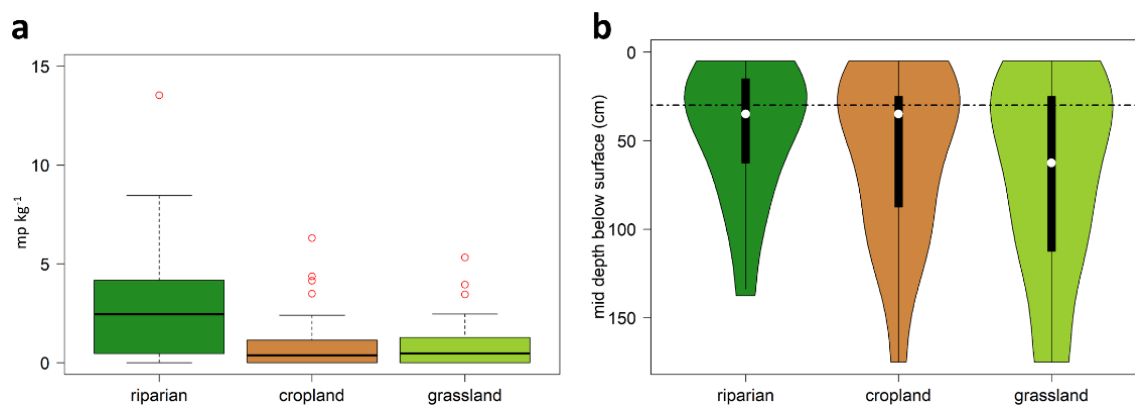 a
15
10
5
0
mp kg⁻¹
riparian cropland grassland
b
0
50
100
150
mid depth below surface (cm)
riparian cropland grassland